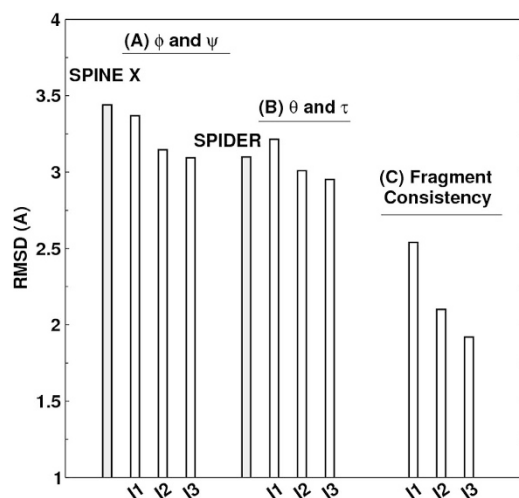 4
(A) ϕ and ψ
SPINE X
3.5
(B) θ and τ
SPIDER
3
(C) Fragment
Consistency
RMSD (A)
2.5
2
1.5
1
I1 I2 I3 I1 I2 I3 I1 I2 I3